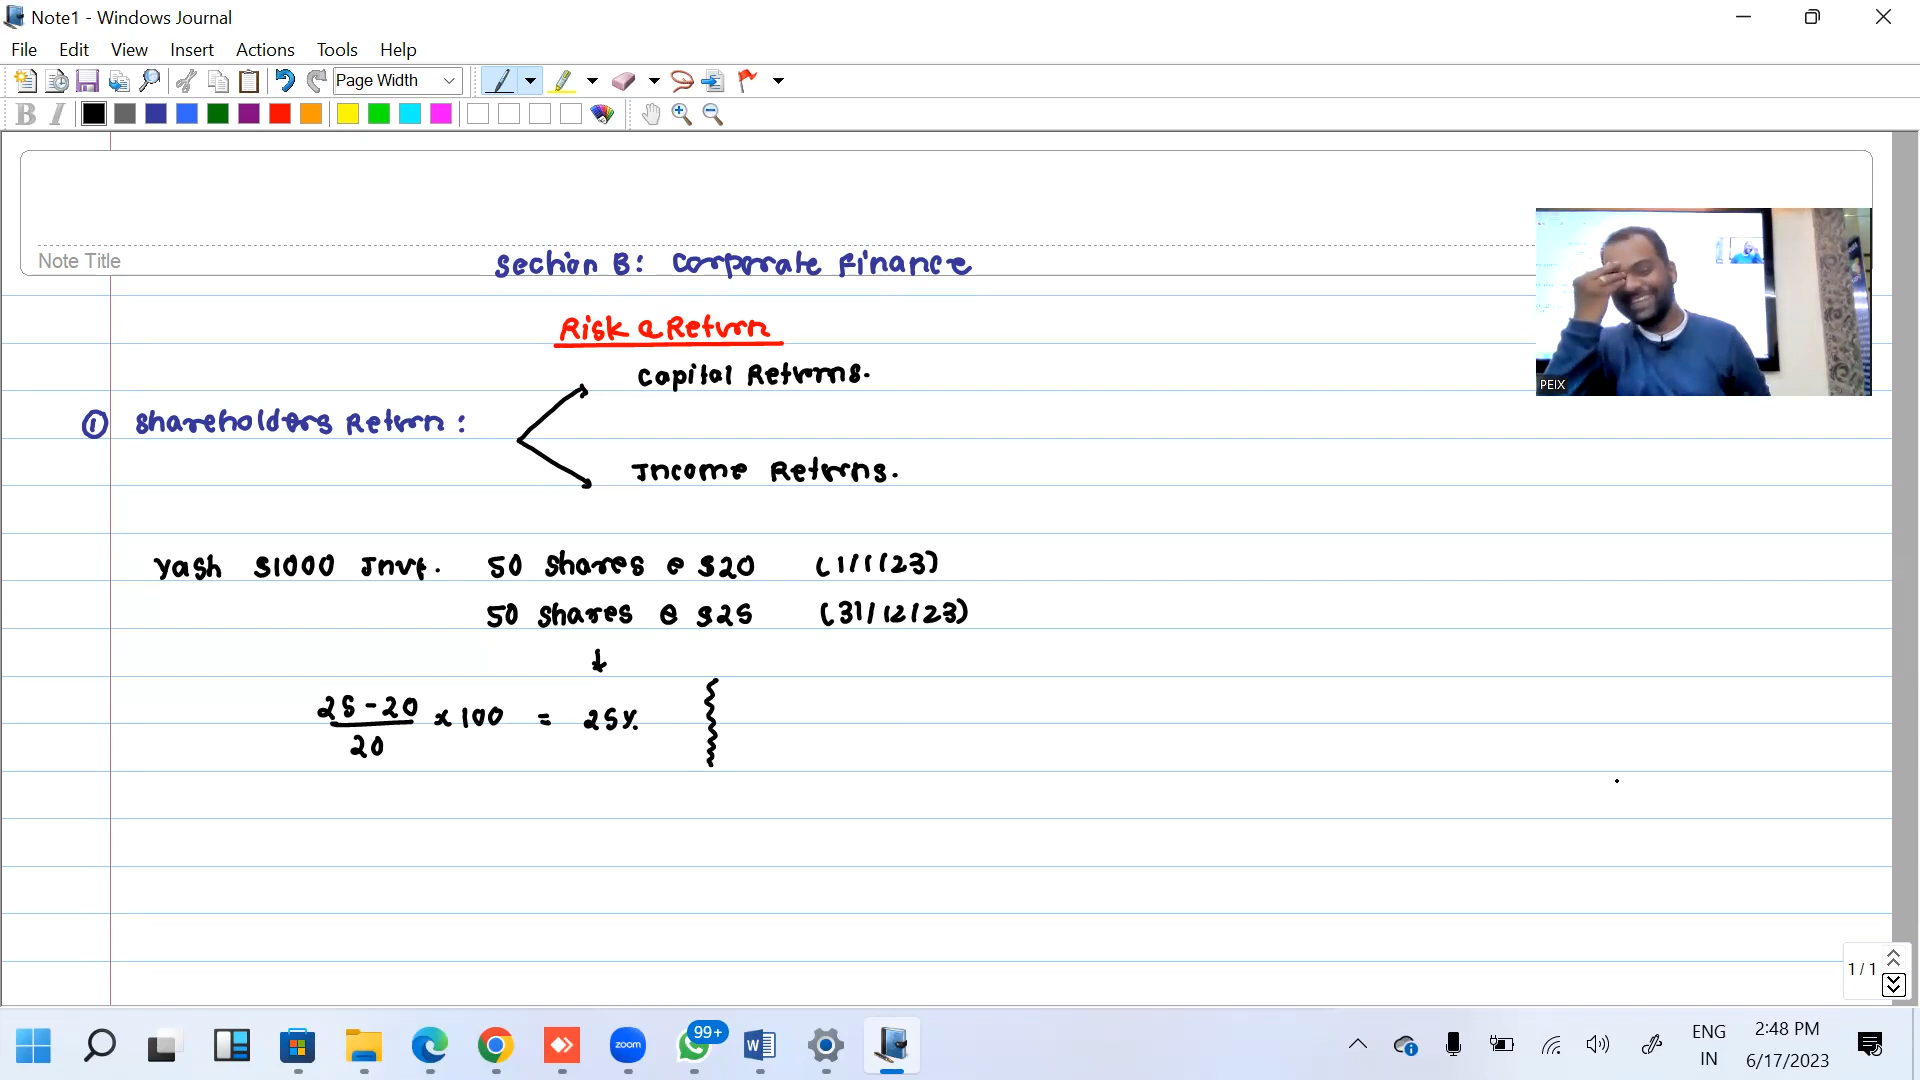 Note1 - Windows Journal
File Edit View Insert Actions Tools Help
Page Width
Note Title
Section B: Corporate Finance
Risk & Return
Capital Returns.
① Shareholders Return:
Income Returns.
Yash $1000 Invt. 50 shares @ $20 (1/1/23)
50 shares @ $25 (31/12/23)
↓
25-20
x 100 = 25%
20
PEIX
1 / 1
99+
zoom
ENG
IN
2:48 PM
6/17/2023